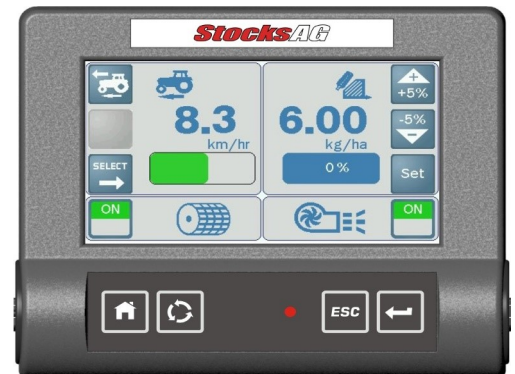 StocksAG
8.3
km/hr
6.00
kg/ha
+
+5%
-5%
-
0 %
SELECT
Set
ON
ON
ESC